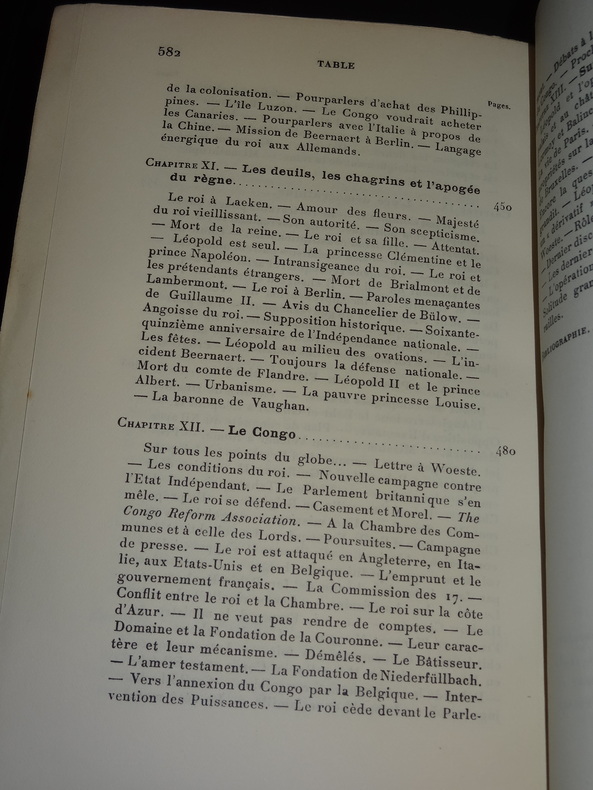 582
TABLE
Pages.
de la colonisation. — Pourparlers d'achat des Philip-
pines. — L'île Luzon. — Le Congo voudrait acheter
les Canaries. — Pourparlers avec l'Italie à propos de
la Chine. — Mission de Beernaert à Berlin. — Langage
énergique du roi aux Allemands.
CHAPITRE XI. — Les deuils, les chagrins et l'apogée
du règne. 450
Le roi à Laeken. — Amour des fleurs. — Majesté
du roi vieillissant. — Son autorité. — Son scepticisme.
— Mort de la reine. — Le roi et sa fille. — Attentat.
— Léopold est seul. — La princesse Clémentine et le
prince Napoléon. — Intransigeance du roi. — Le roi et
les prétendants étrangers. — Mort de Brialmont et de
Lambermont. — Le roi à Berlin. — Paroles menaçantes
de Guillaume II. — Avis du Chancelier de Bülow. —
Angoisse du roi. — Supposition historique. — Soixante-
quinzième anniversaire de l'Indépendance nationale. —
Les fêtes. — Léopold au milieu des ovations. — L'in-
cident Beernaert. — Toujours la défense nationale. —
Mort du comte de Flandre. — Léopold II et le prince
Albert. — Urbanisme. — La pauvre princesse Louise.
— La baronne de Vaughan.
CHAPITRE XII. — Le Congo. 480
Sur tous les points du globe... — Lettre à Woeste.
— Les conditions du roi. — Nouvelle campagne contre
l'Etat Indépendant. — Le Parlement britannique s'en
mêle. — Le roi se défend. — Casement et Morel. — The
Congo Reform Association. — A la Chambre des Com-
munes et à celle des Lords. — Poursuites. — Campagne
de presse. — Le roi est attaqué en Angleterre, en Ita-
lie, aux Etats-Unis et en Belgique. — L'emprunt et le
gouvernement français. — La Commission des 17. —
Conflit entre le roi et la Chambre. — Le roi sur la côte
d'Azur. — Il ne veut pas rendre de comptes. — Le
Domaine et la Fondation de la Couronne. — Leur carac-
tère et leur mécanisme. — Démêlés. — Le Bâtisseur.
— L'amer testament. — La Fondation de Niederfüllbach.
— Vers l'annexion du Congo par la Belgique. — Inter-
vention des Puissances. — Le roi cède devant le Parle-